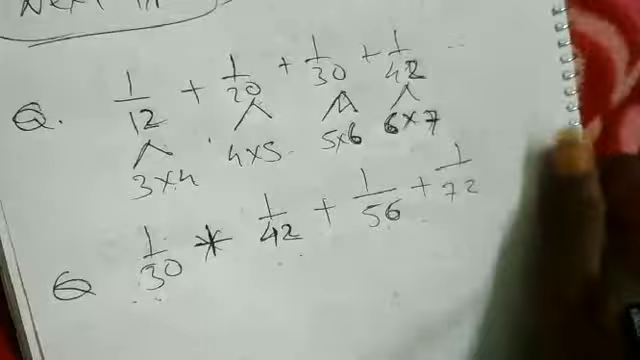 Next
Q. 1/12 + 1/20 + 1/30 + 1/42 ..
3×4 4×5 5×6 6×7
Q 1/30 * 1/42 + 1/56 + 1/72